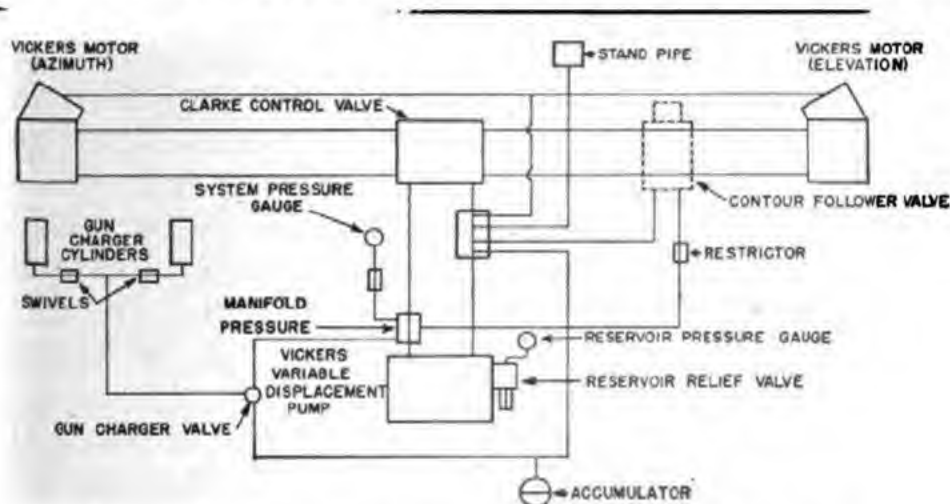 VICKERS MOTOR
(AZIMUTH)
STAND PIPE
VICKERS MOTOR
(ELEVATION)
CLARKE CONTROL VALVE
SYSTEM PRESSURE
GAUGE
CONTOUR FOLLOWER VALVE
GUN
CHARGER
CYLINDERS
RESTRICTOR
SWIVELS
MANIFOLD
PRESSURE
RESERVOIR PRESSURE GAUGE
VICKERS
VARIABLE
DISPLACEMENT
PUMP
RESERVOIR RELIEF VALVE
GUN CHARGER VALVE
ACCUMULATOR